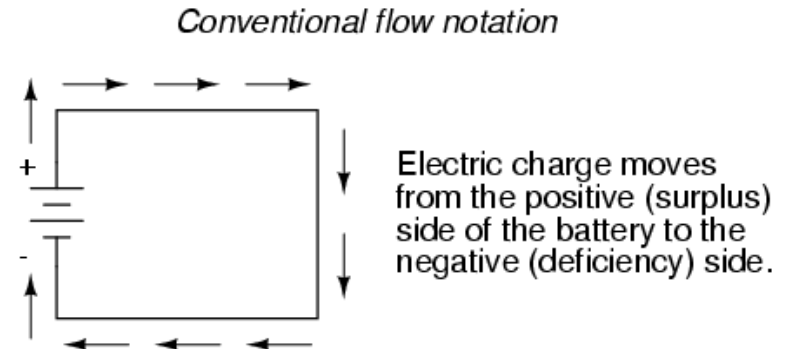 Conventional flow notation
+
-
Electric charge moves
from the positive (surplus)
side of the battery to the
negative (deficiency) side.